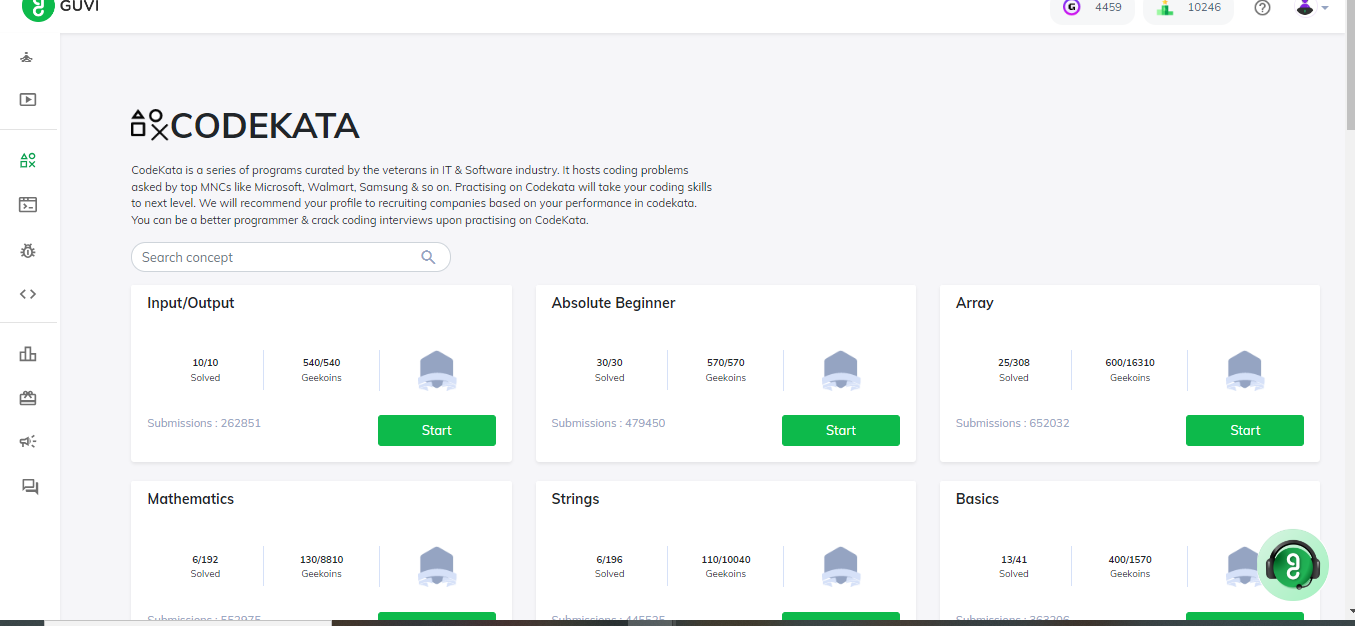 GUVI
G 4459
10246
CODEKATA
CodeKata is a series of programs curated by the veterans in IT & Software industry. It hosts coding problems
asked by top MNCs like Microsoft, Walmart, Samsung & so on. Practising on Codekata will take your coding skills
to next level. We will recommend your profile to recruiting companies based on your performance in codekata.
You can be a better programmer & crack coding interviews upon practising on CodeKata.
Search concept
Input/Output
10/10
Solved
540/540
Geekoins
Submissions : 262851
Start
Absolute Beginner
30/30
Solved
570/570
Geekoins
Submissions : 479450
Start
Array
25/308
Solved
600/16310
Geekoins
Submissions : 652032
Start
Mathematics
6/192
Solved
130/8810
Geekoins
Submissions : 552975
Strings
6/196
Solved
110/10040
Geekoins
Submissions : 445525
Basics
13/41
Solved
400/1570
Geekoins
Submissions : 363206